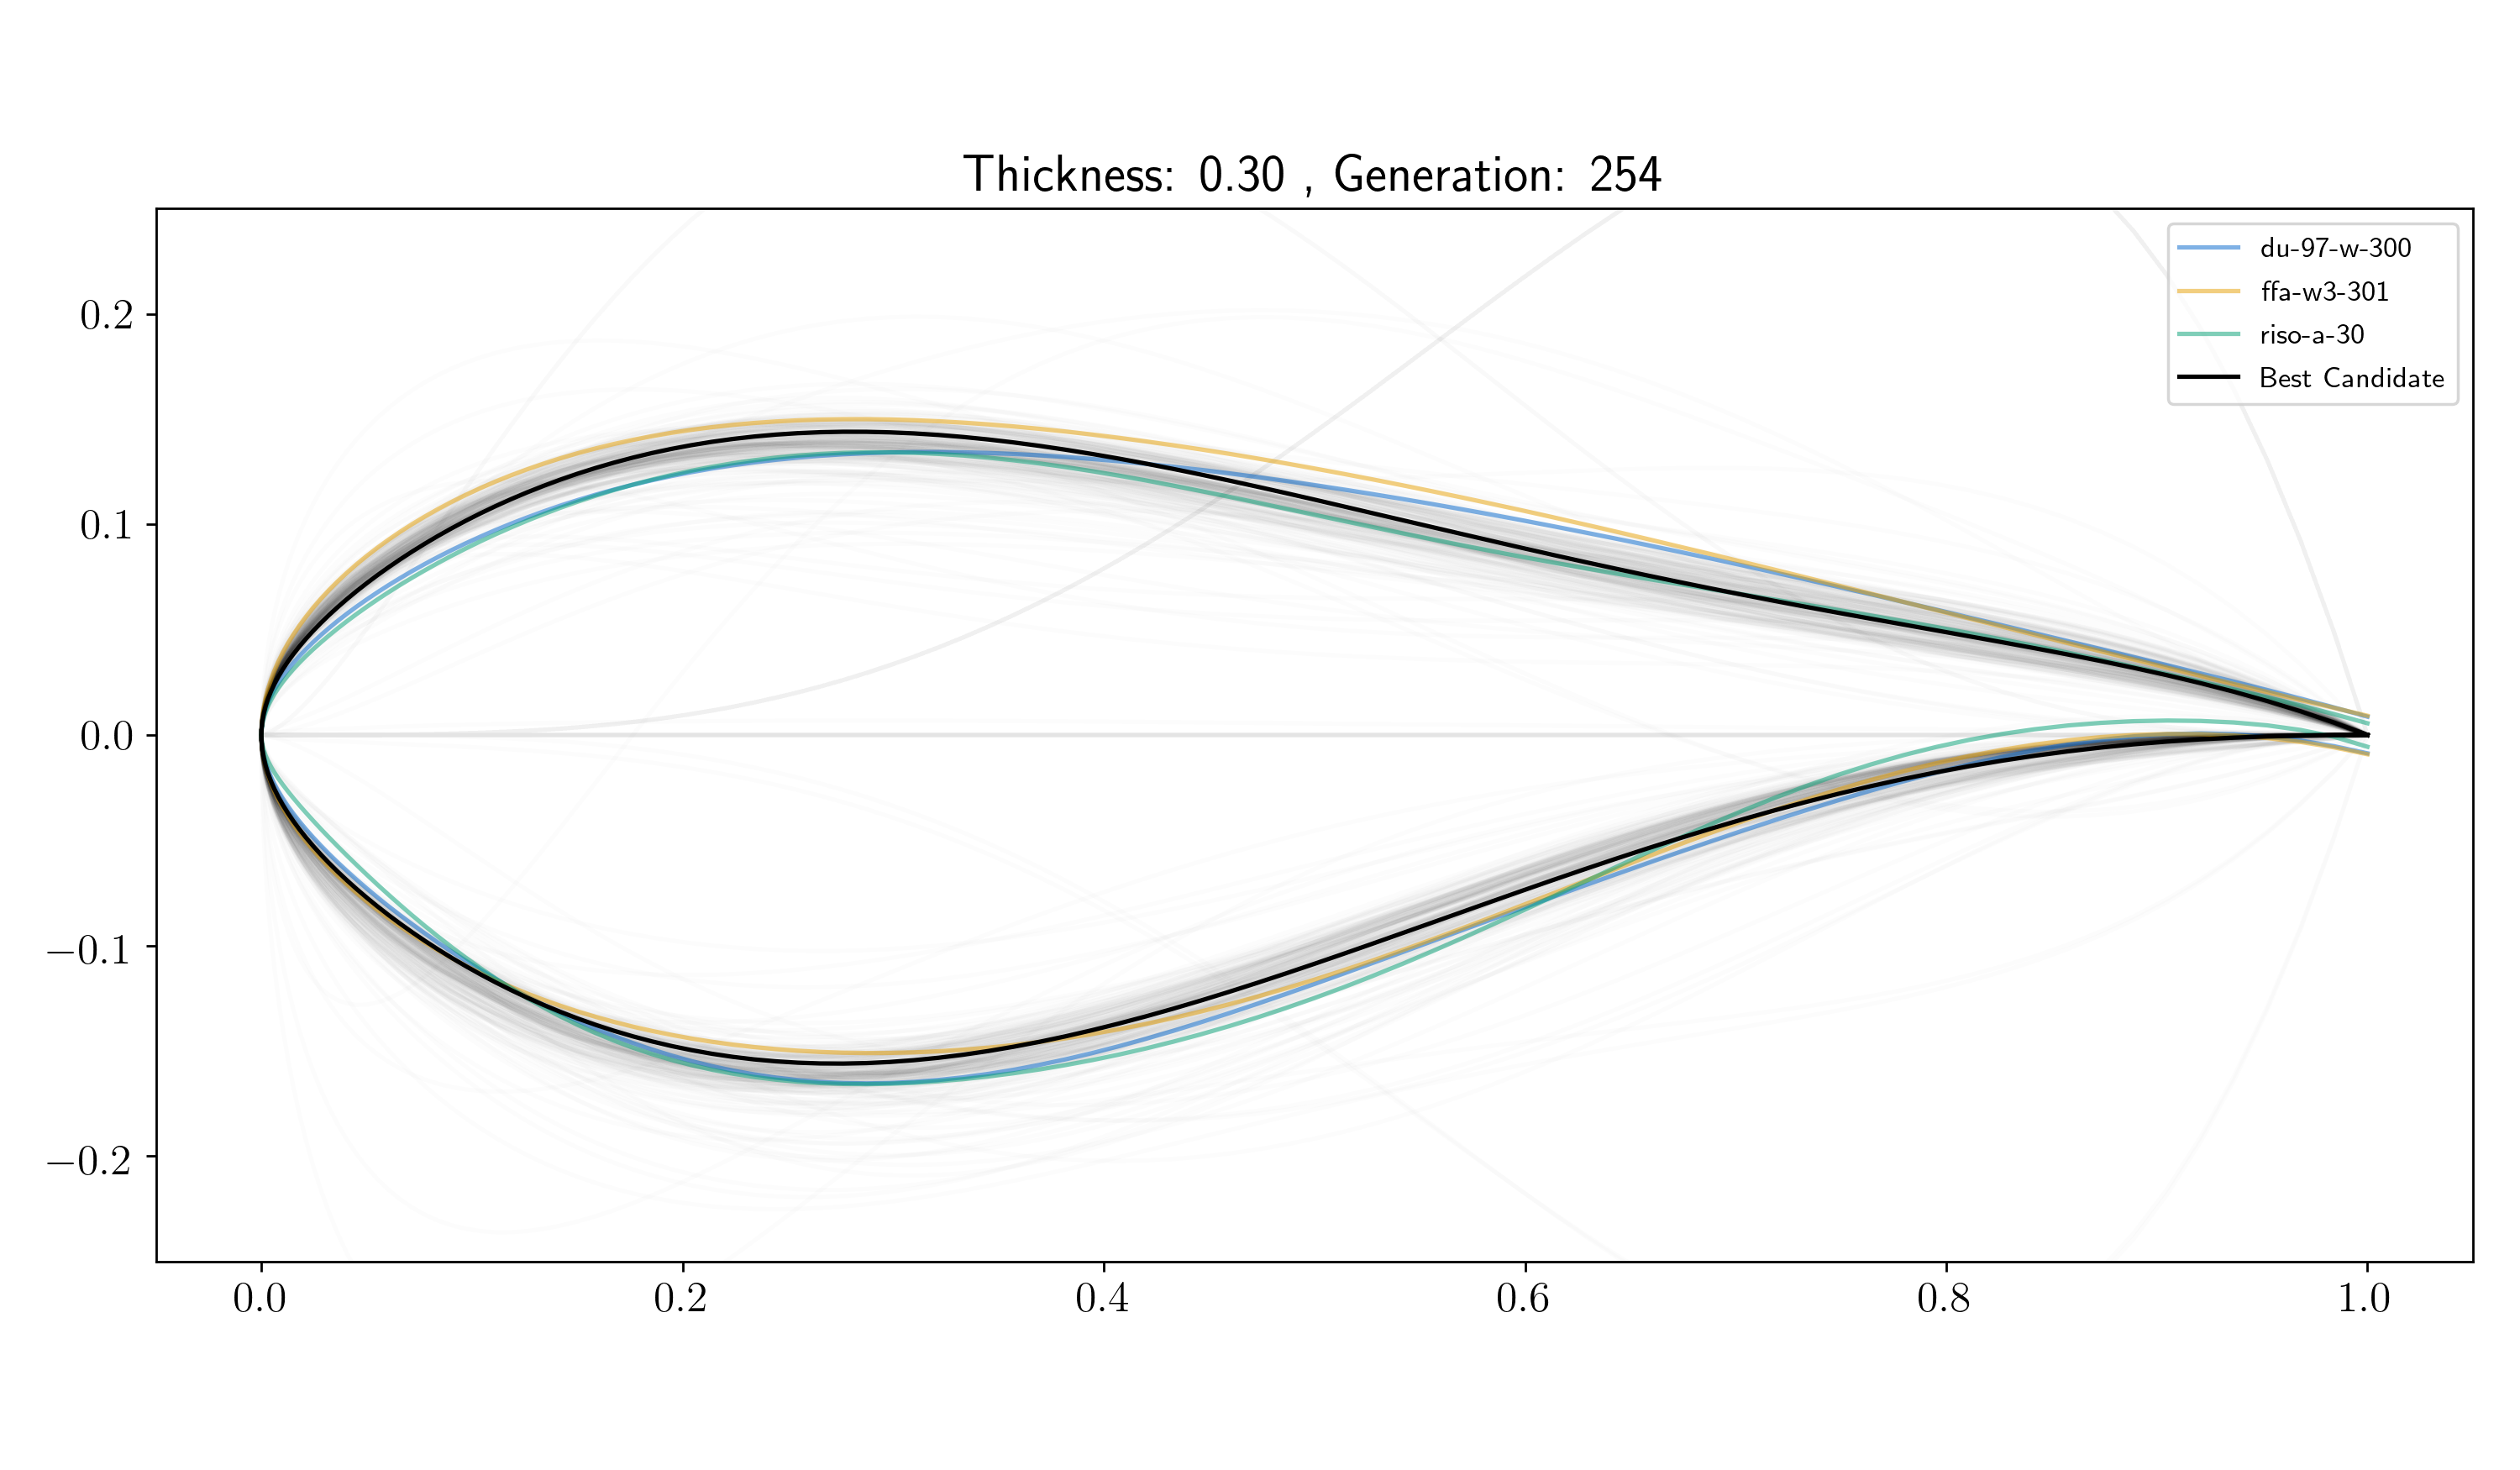 Thickness: 0.30 , Generation: 254
du-97-w-300
ffa-w3-301
riso-a-30
Best Candidate
0.2
0.1
0.0
−0.1
−0.2
0.0 0.2 0.4 0.6 0.8 1.0